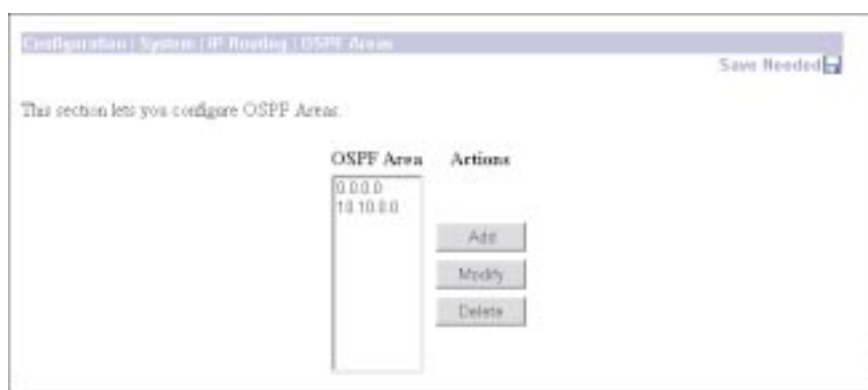 Configuration | System | IP Routing | OSPF Areas
Save Needed
This section lets you configure OSPF Areas.
OSPF Area Actions
0.0.0.0
10.10.0.0
Add
Modify
Delete